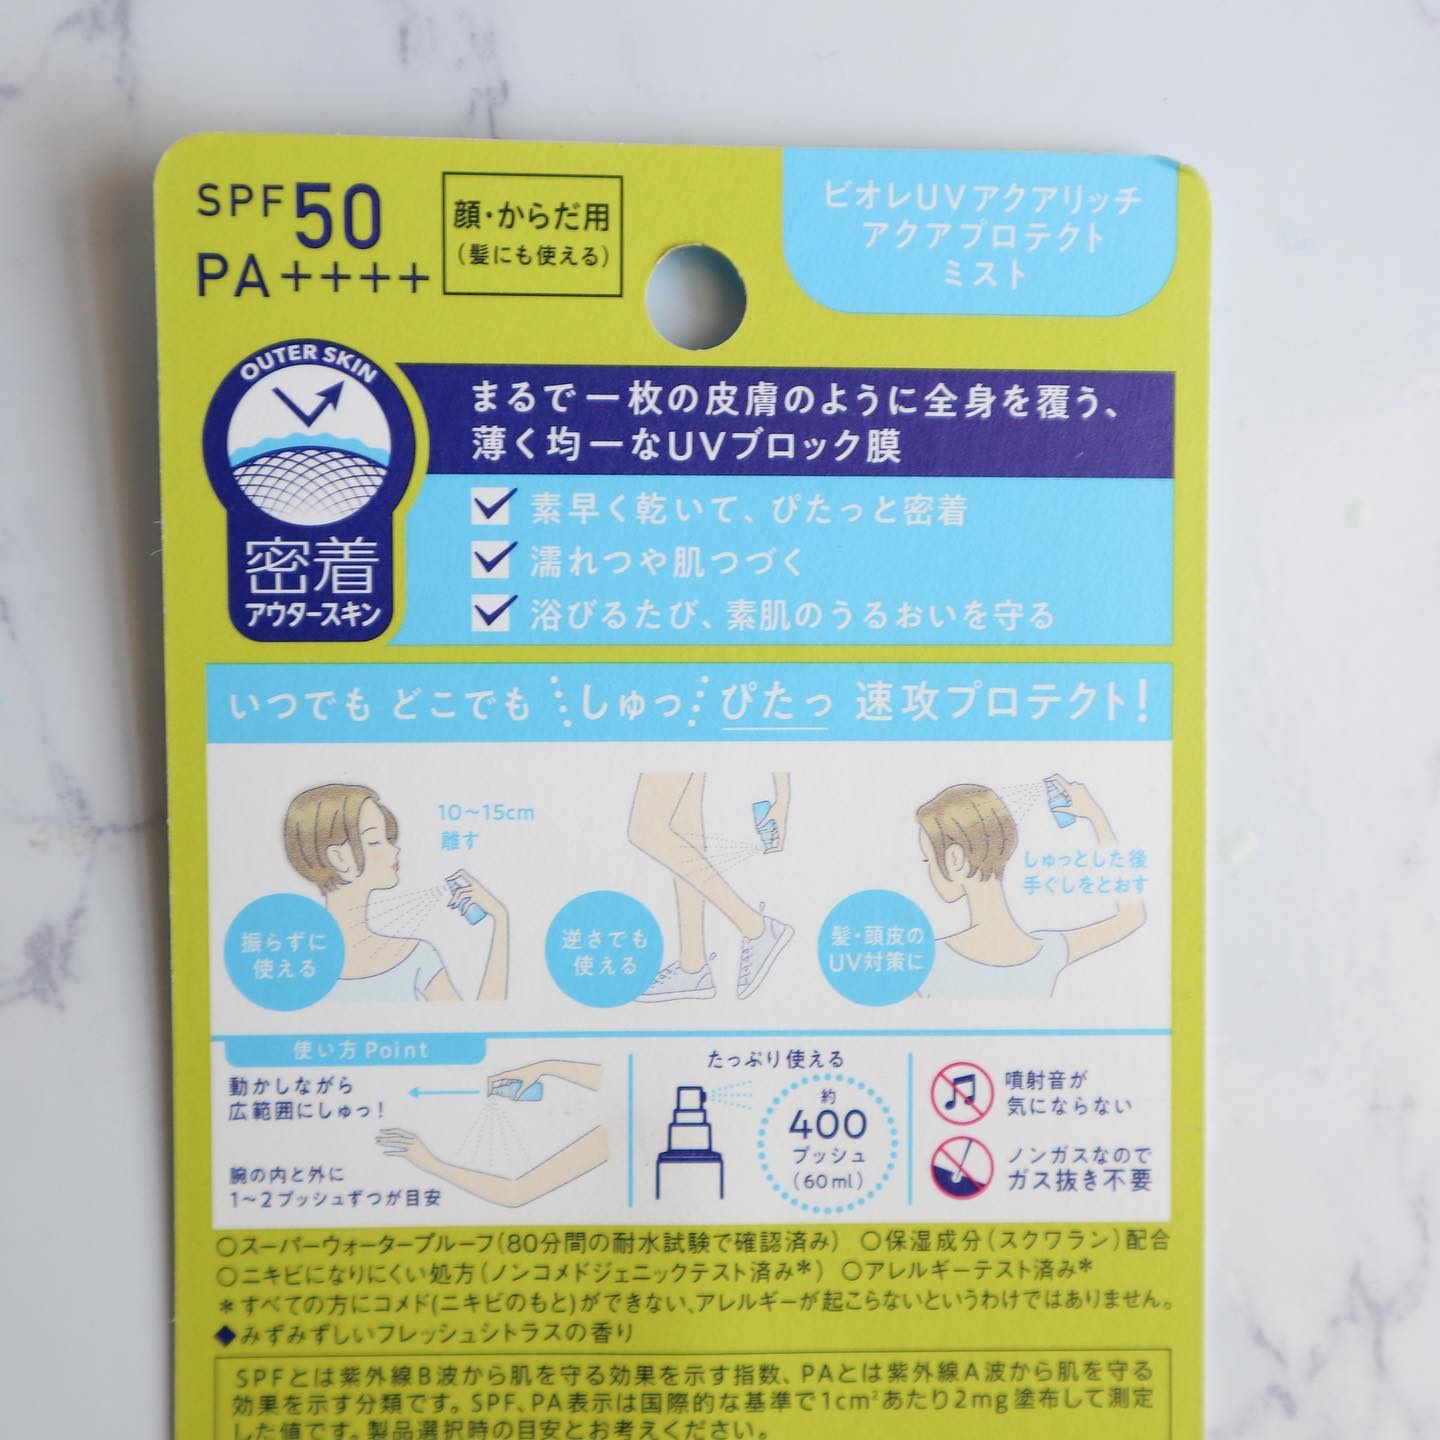 SPF50
PA++++
顔・からだ用
(髪にも使える)
ビオレUVアクアリッチ
アクアプロテクト
ミスト
OUTER SKIN
密着
アウタースキン
まるで一枚の皮膚のように全身を覆う、
薄く均一なUVブロック膜
素早く乾いて、ぴたっと密着
濡れつや肌つづく
浴びるたび、素肌のうるおいを守る
いつでも どこでも しゅっ ぴたっ 速攻プロテクト!
10〜15cm
離す
振らずに
使える
逆さでも
使える
しゅっとした後
手ぐしをとおす
髪・頭皮の
UV対策に
使い方Point
動かしながら
広範囲にしゅっ!
腕の内と外に
1〜2プッシュずつが目安
たっぷり使える
約
400
プッシュ
(60ml)
噴射音が
気にならない
ノンガスなので
ガス抜き不要
○スーパーウォータープルーフ(80分間の耐水試験で確認済み) ○保湿成分(スクワラン)配合
○ニキビになりにくい処方(ノンコメドジェニックテスト済み*) ○アレルギーテスト済み*
*すべての方にコメド(ニキビのもと)ができない、アレルギーが起こらないというわけではありません。
◆みずみずしいフレッシュシトラスの香り
SPFとは紫外線B波から肌を守る効果を示す指数、PAとは紫外線A波から肌を守る
効果を示す分類です。SPF、PA表示は国際的な基準で1cm²あたり2mg塗布して測定
した値です。製品選択時の目安とお考えください。